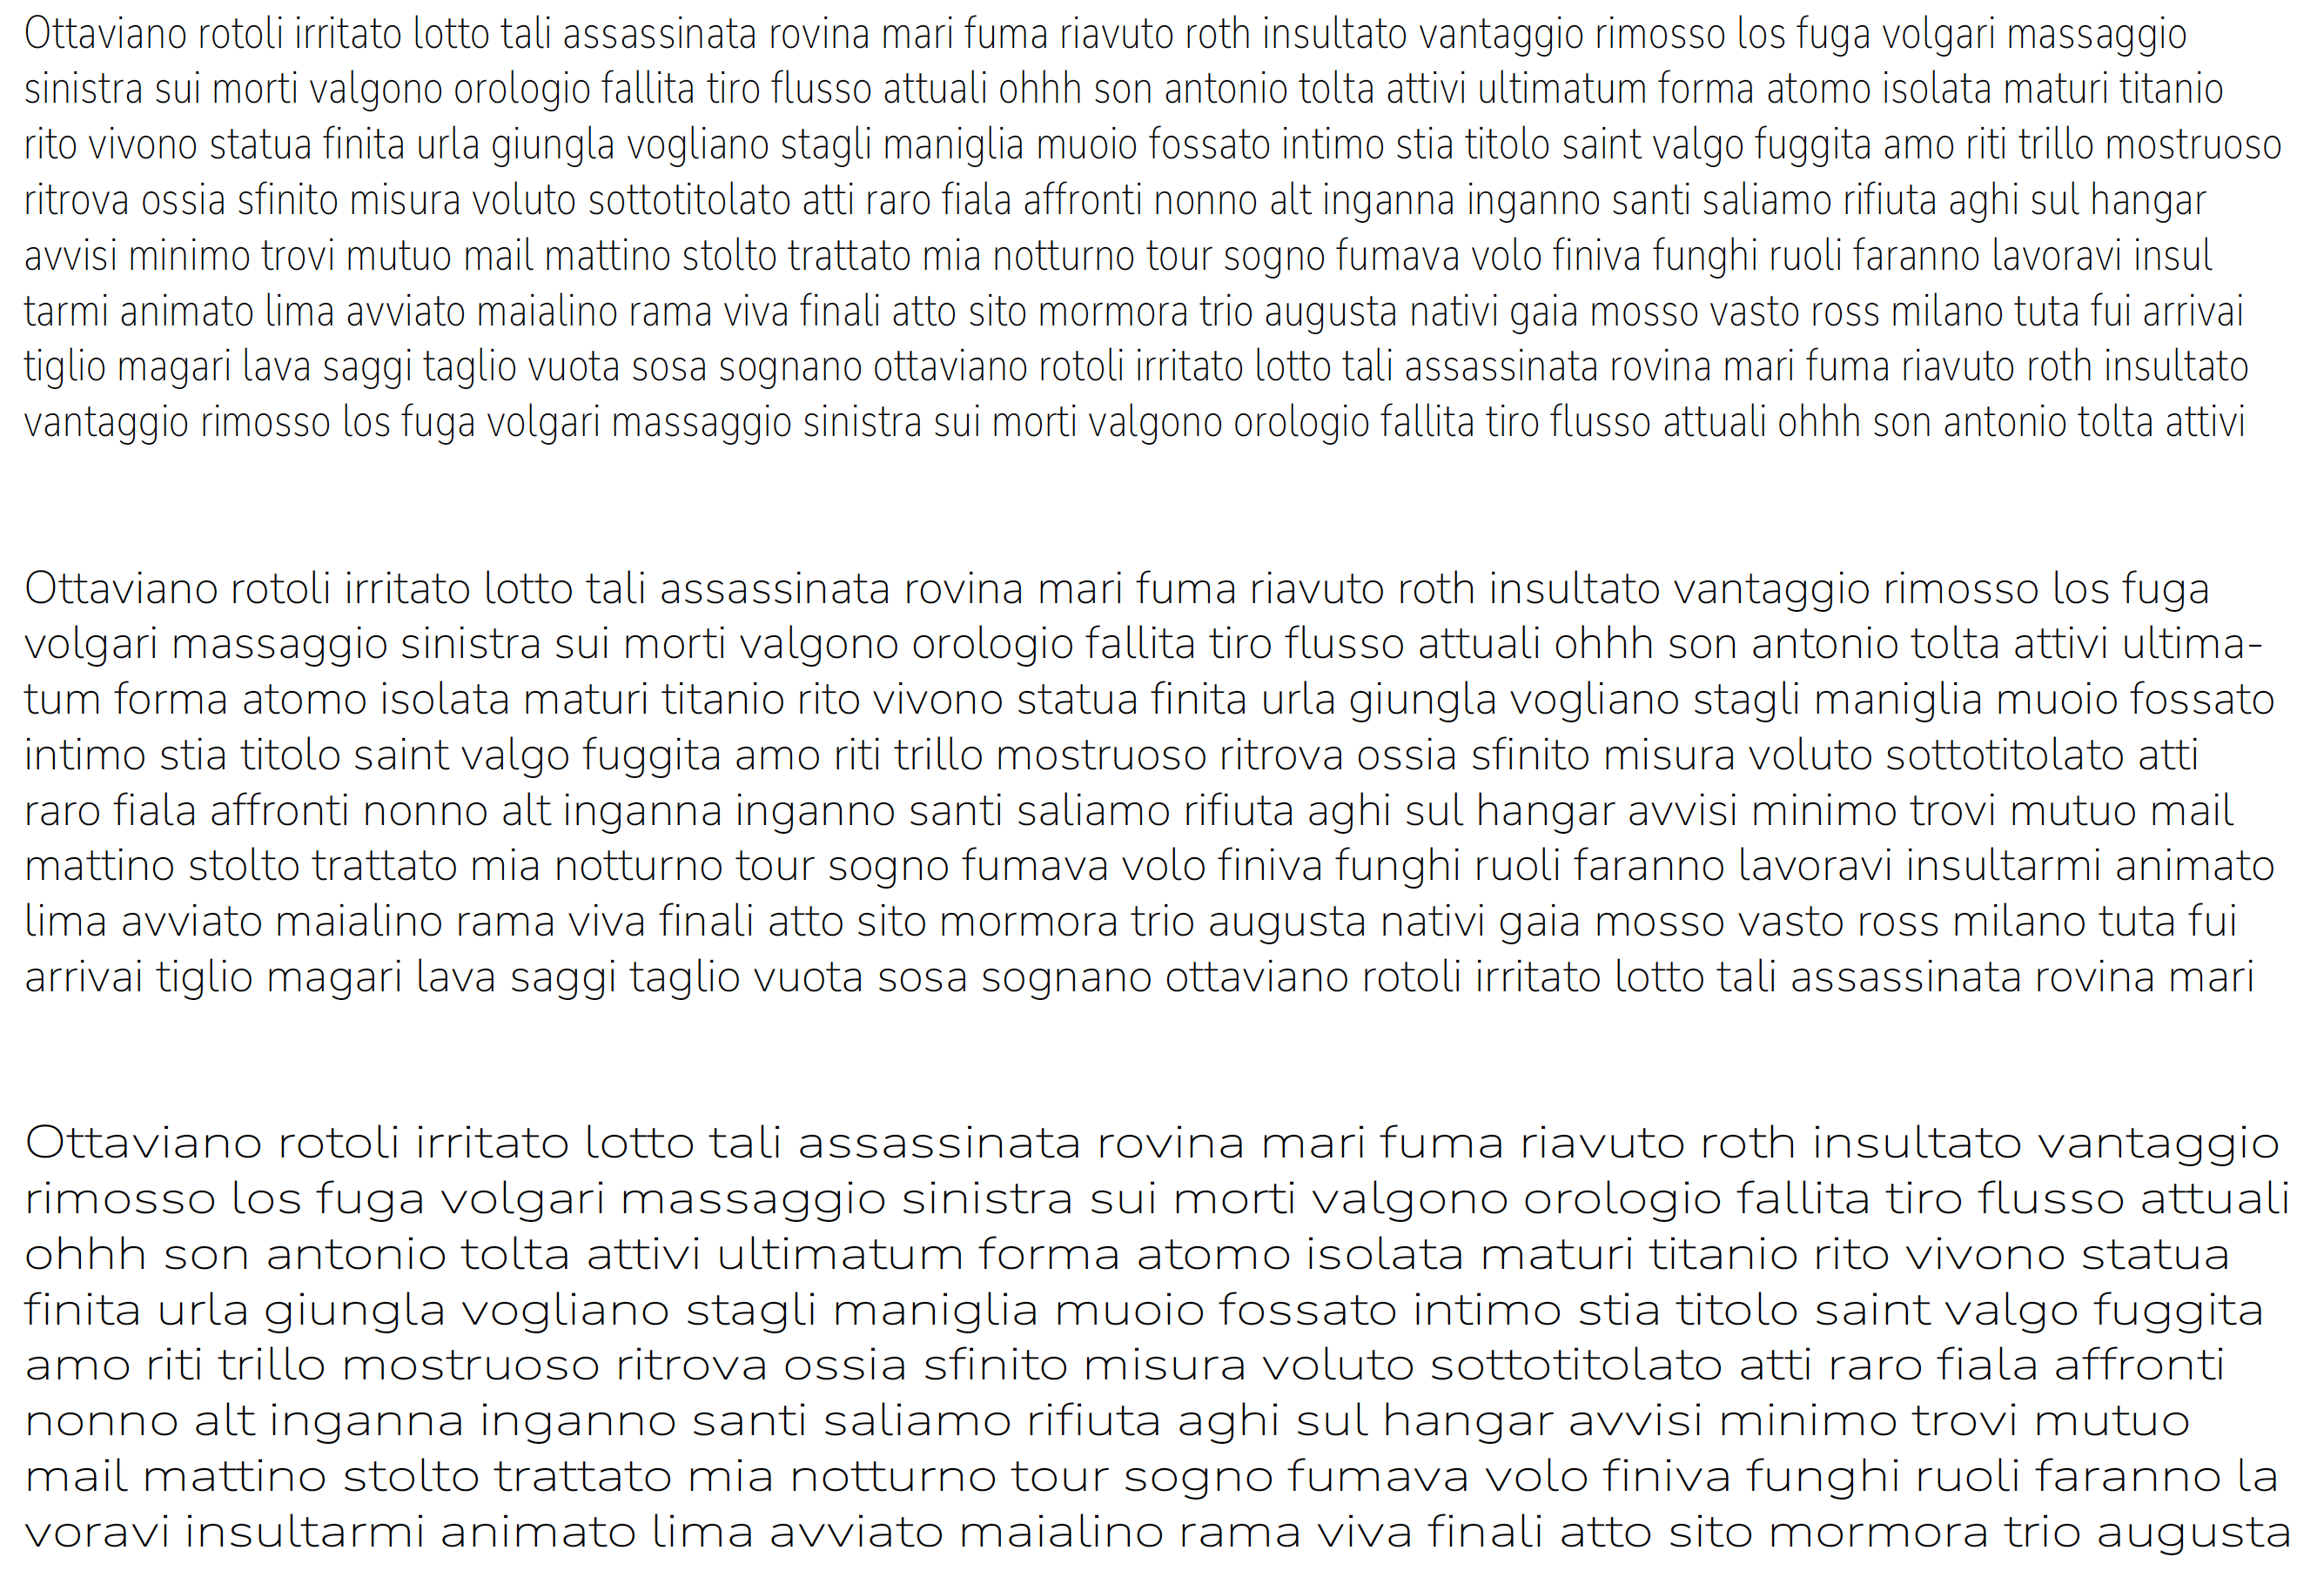 Ottaviano rotoli irritato lotto tali assassinata rovina mari fuma riavuto roth insultato vantaggio rimosso los fuga volgari massaggio
sinistra sui morti valgono orologio fallita tiro flusso attuali ohhh son antonio tolta attivi ultimatum forma atomo isolata maturi titanio
rito vivono statua finita urla giungla vogliano stagli maniglia muoio fossato intimo stia titolo saint valgo fuggita amo riti trillo mostruoso
ritrova ossia sfinito misura voluto sottotitolato atti raro fiala affronti nonno alt inganna inganno santi saliamo rifiuta aghi sul hangar
avvisi minimo trovi mutuo mail mattino stolto trattato mia notturno tour sogno fumava volo finiva funghi ruoli faranno lavoravi insul
tarmi animato lima avviato maialino rama viva finali atto sito mormora trio augusta nativi gaia mosso vasto ross milano tuta fui arrivai
tiglio magari lava saggi taglio vuota sosa sognano ottaviano rotoli irritato lotto tali assassinata rovina mari fuma riavuto roth insultato
vantaggio rimosso los fuga volgari massaggio sinistra sui morti valgono orologio fallita tiro flusso attuali ohhh son antonio tolta attivi
Ottaviano rotoli irritato lotto tali assassinata rovina mari fuma riavuto roth insultato vantaggio rimosso los fuga
volgari massaggio sinistra sui morti valgono orologio fallita tiro flusso attuali ohhh son antonio tolta attivi ultima-
tum forma atomo isolata maturi titanio rito vivono statua finita urla giungla vogliano stagli maniglia muoio fossato
intimo stia titolo saint valgo fuggita amo riti trillo mostruoso ritrova ossia sfinito misura voluto sottotitolato atti
raro fiala affronti nonno alt inganna inganno santi saliamo rifiuta aghi sul hangar avvisi minimo trovi mutuo mail
mattino stolto trattato mia notturno tour sogno fumava volo finiva funghi ruoli faranno lavoravi insultarmi animato
lima avviato maialino rama viva finali atto sito mormora trio augusta nativi gaia mosso vasto ross milano tuta fui
arrivai tiglio magari lava saggi taglio vuota sosa sognano ottaviano rotoli irritato lotto tali assassinata rovina mari
Ottaviano rotoli irritato lotto tali assassinata rovina mari fuma riavuto roth insultato vantaggio
rimosso los fuga volgari massaggio sinistra sui morti valgono orologio fallita tiro flusso attuali
ohhh son antonio tolta attivi ultimatum forma atomo isolata maturi titanio rito vivono statua
finita urla giungla vogliano stagli maniglia muoio fossato intimo stia titolo saint valgo fuggita
amo riti trillo mostruoso ritrova ossia sfinito misura voluto sottotitolato atti raro fiala affronti
nonno alt inganna inganno santi saliamo rifiuta aghi sul hangar avvisi minimo trovi mutuo
mail mattino stolto trattato mia notturno tour sogno fumava volo finiva funghi ruoli faranno la
voravi insultarmi animato lima avviato maialino rama viva finali atto sito mormora trio augusta